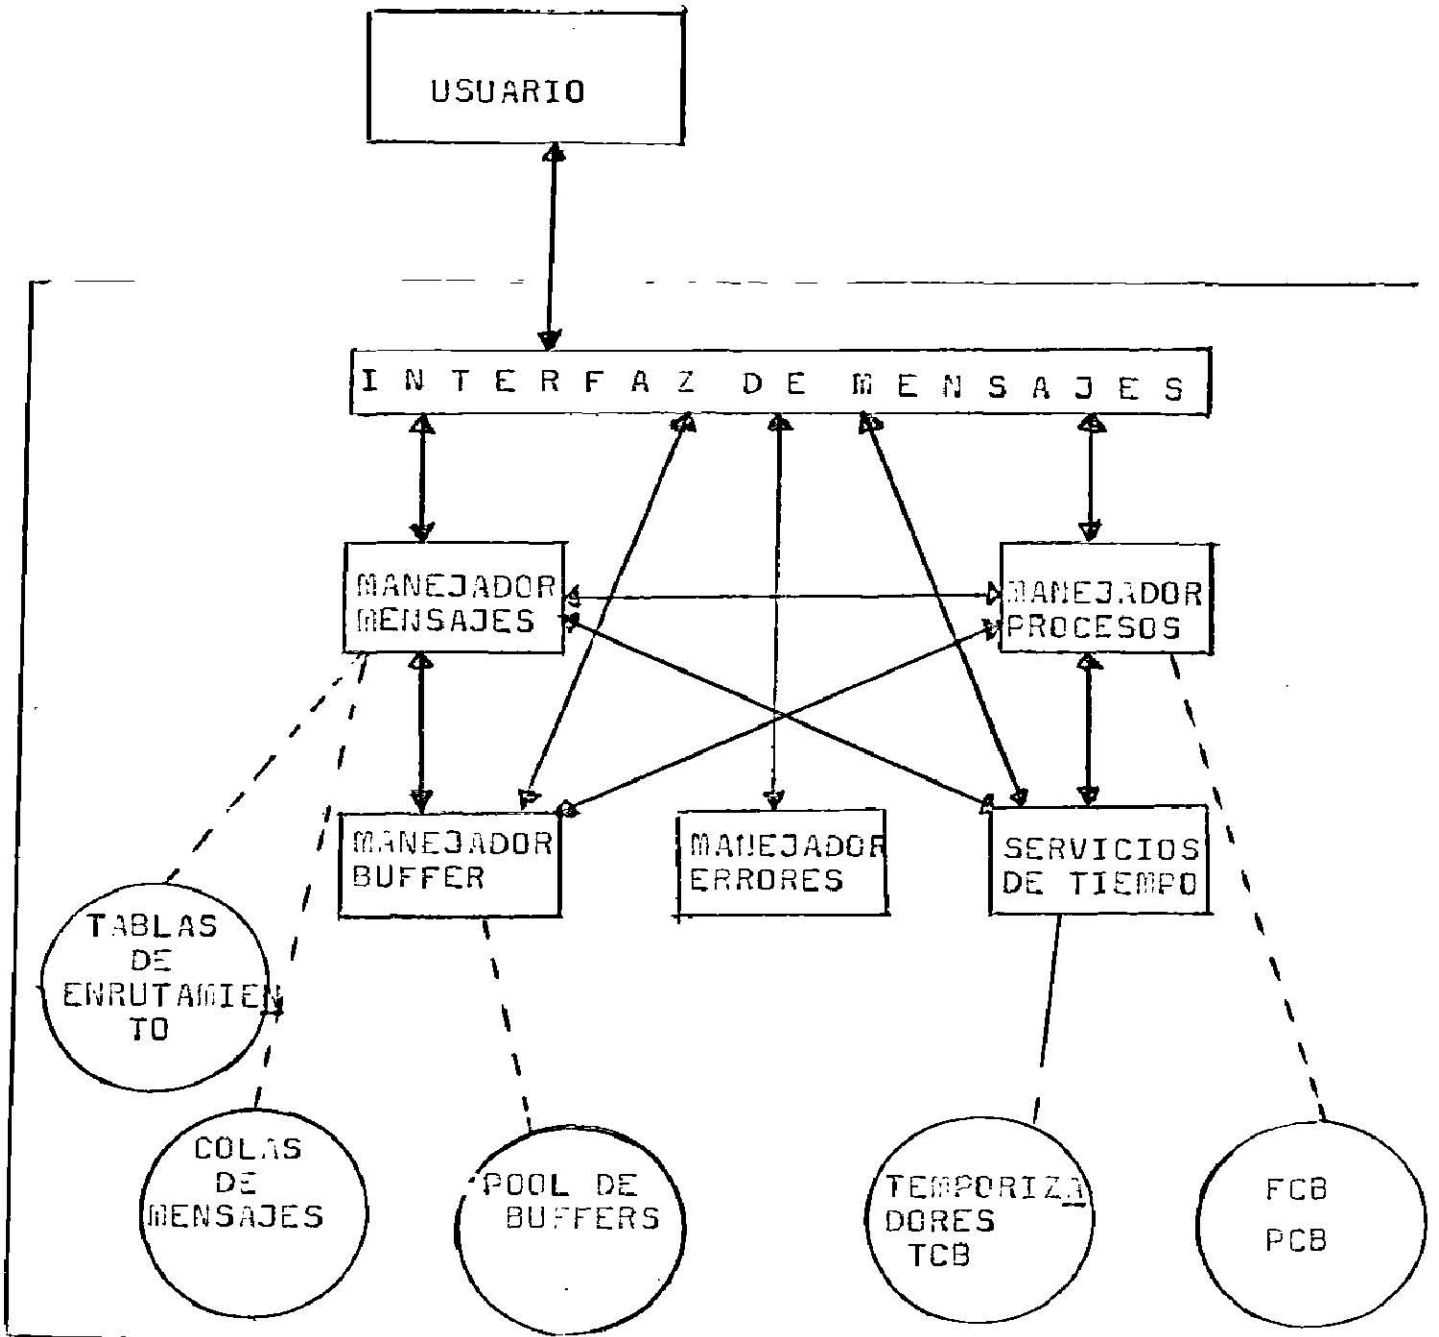 USUARIO
INTERFAZ DE MENSAJES
MANEJADOR
MENSAJES
MANEJADOR
PROCESOS
MANEJADOR
BUFFER
MANEJADOR
ERRORES
SERVICIOS
DE TIEMPO
TABLAS
DE
ENRUTAMIEN
TO
COLAS
DE
MENSAJES
POOL DE
BUFFERS
TEMPORIZA
DORES
TCB
FCB
PCB